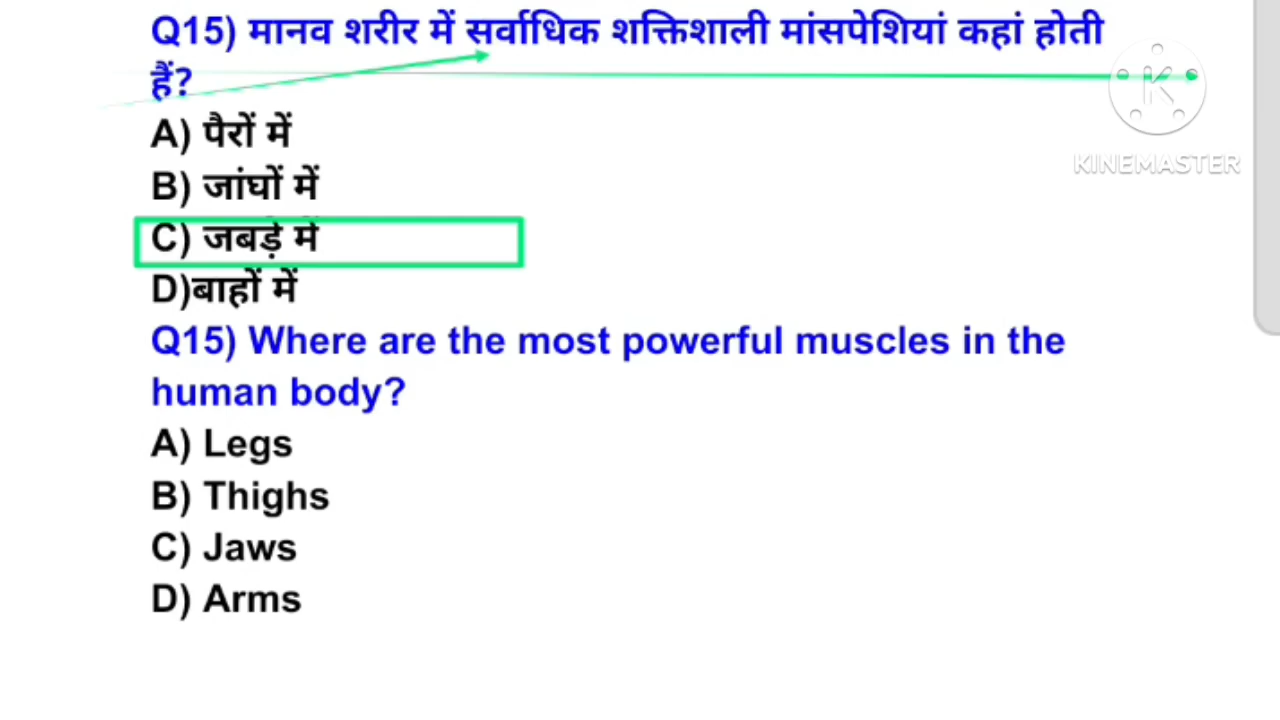 Q15) मानव शरीर में सर्वाधिक शक्तिशाली मांसपेशियां कहां होती
हैं?
A) पैरों में
B) जांघों में
C) जबड़े में
D)बाहों में
Q15) Where are the most powerful muscles in the
human body?
A) Legs
B) Thighs
C) Jaws
D) Arms
K
KINEMASTER